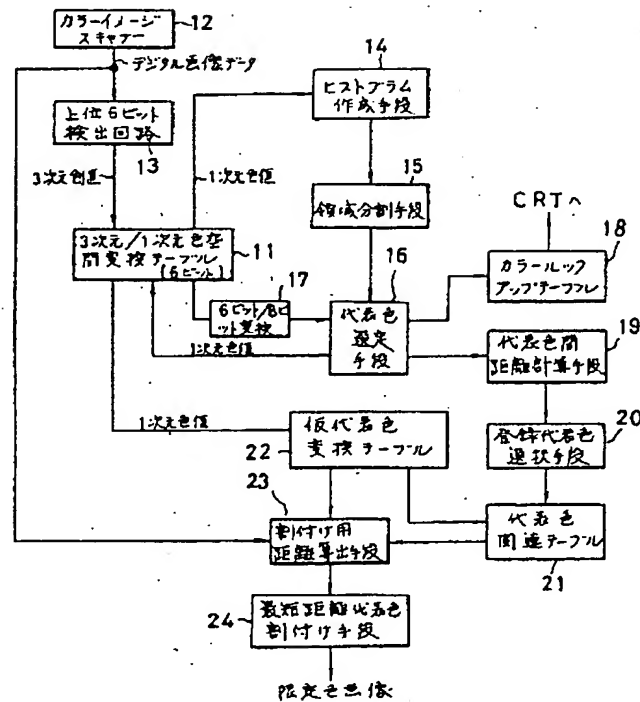 カラーイメージ
スキャナー
12
デジタル画像データ
上位6ビット
検出回路
13
3次元色値
1次元色値
14
ヒストグラム
作成手段
15
領域分割手段
3次元/1次元色空
間変換テーブル
(6ビット)
11
17
6ビット/8ビ
ット変換
16
代表色
選定
手段
1次元色値
CRTへ
18
カラールック
アップテーブル
19
代表色間
距離計算手段
20
登録代表色
選択手段
1次元色値
仮代表色
変換テーブル
22
23
割付け用
距離算出手段
代表色
関連テーブル
21
24
最短距離代表色
割付け手段
限定色画像